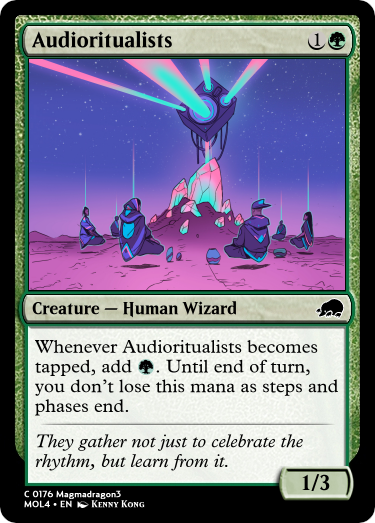 Audioritualists 1
Creature — Human Wizard
Whenever Audioritualists becomes
tapped, add . Until end of turn,
you don't lose this mana as steps and
phases end.
They gather not just to celebrate the
rhythm, but learn from it.
1/3
C 0176 Magmadragon3
MOL4 • EN Kenny Kong